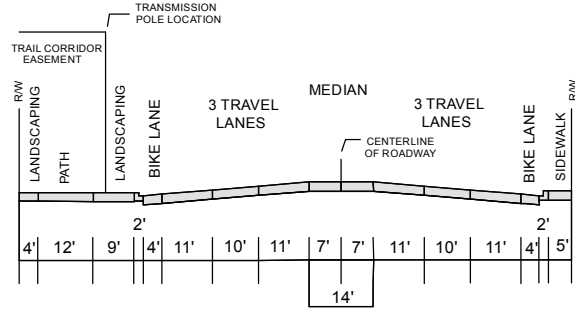 TRANSMISSION
POLE LOCATION
TRAIL CORRIDOR
EASEMENT
R/W
LANDSCAPING
PATH
LANDSCAPING
BIKE LANE
3 TRAVEL
LANES
MEDIAN
CENTERLINE
OF ROADWAY
3 TRAVEL
LANES
BIKE LANE
SIDEWALK
R/W
2' 2'
4' 12' 9' 4' 11' 10' 11' 7' 7' 11' 10' 11' 4' 5'
14'